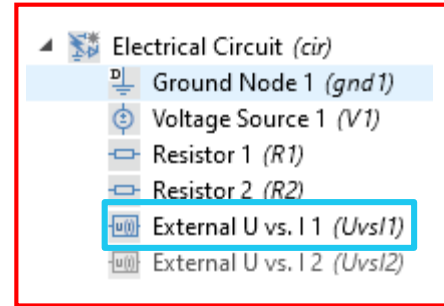 Electrical Circuit (cir)
D Ground Node 1 (gnd1)
Voltage Source 1 (V1)
Resistor 1 (R1)
Resistor 2 (R2)
u(i) External U vs. I 1 (UvsI1)
u(i) External U vs. I 2 (UvsI2)